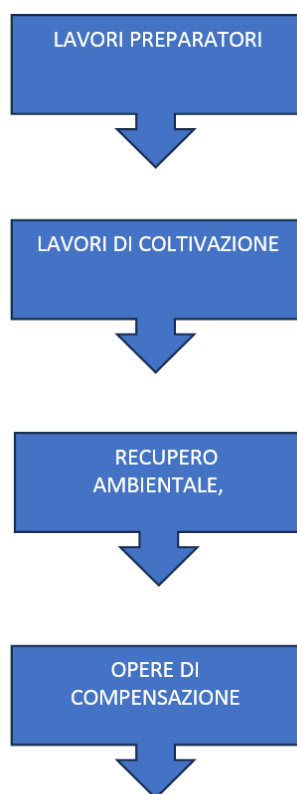 LAVORI PREPARATORI
LAVORI DI COLTIVAZIONE
RECUPERO
AMBIENTALE,
OPERE DI
COMPENSAZIONE